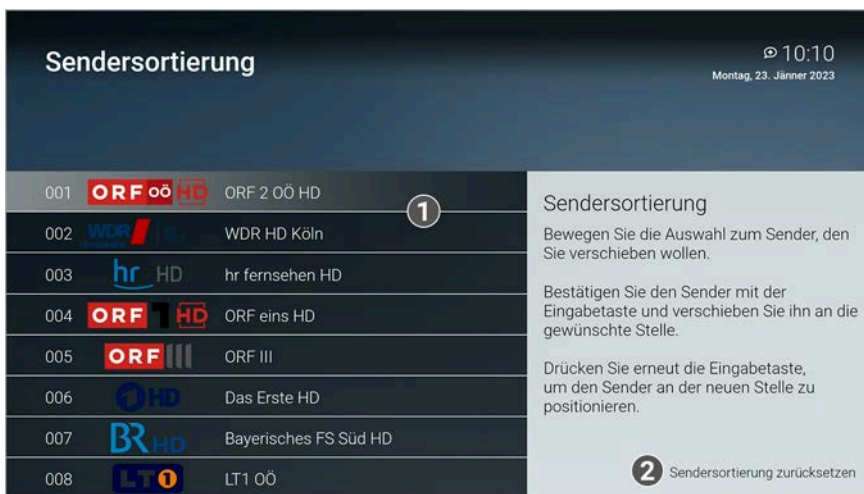 Sendersortierung
10:10
Montag, 23. Jänner 2023
001 ORF oö HD ORF 2 OÖ HD
1
002 WDR WDR HD Köln
003 hr HD hr fernsehen HD
004 ORF 1 HD ORF eins HD
005 ORF III ORF III
006 1 HD Das Erste HD
007 BR HD Bayerisches FS Süd HD
008 LT1 LT1 OÖ
Sendersortierung
Bewegen Sie die Auswahl zum Sender, den
Sie verschieben wollen.
Bestätigen Sie den Sender mit der
Eingabetaste und verschieben Sie ihn an die
gewünschte Stelle.
Drücken Sie erneut die Eingabetaste,
um den Sender an der neuen Stelle zu
positionieren.
2 Sendersortierung zurücksetzen